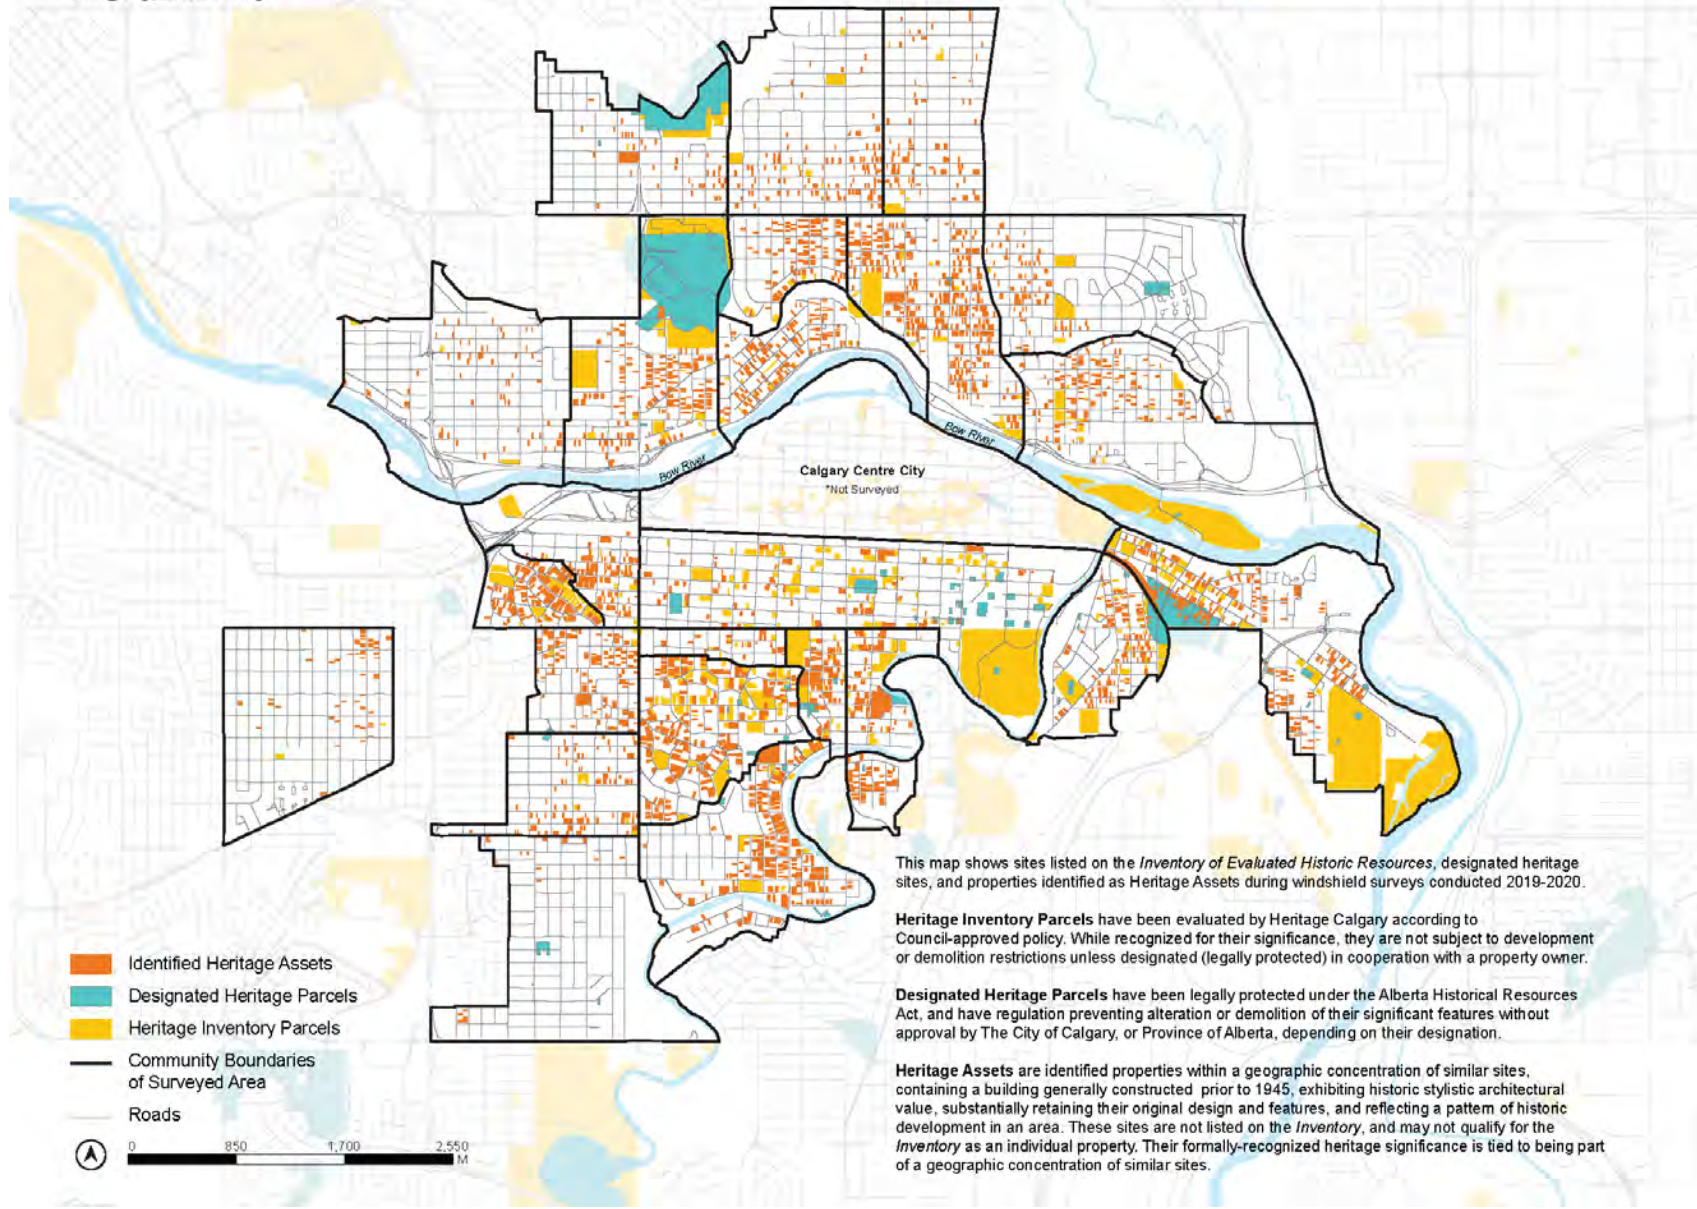 Bow River
Bow River
Calgary Centre City
*Not Surveyed
This map shows sites listed on the Inventory of Evaluated Historic Resources, designated heritage
sites, and properties identified as Heritage Assets during windshield surveys conducted 2019-2020.
Heritage Inventory Parcels have been evaluated by Heritage Calgary according to
Council-approved policy. While recognized for their significance, they are not subject to development
or demolition restrictions unless designated (legally protected) in cooperation with a property owner.
Designated Heritage Parcels have been legally protected under the Alberta Historical Resources
Act, and have regulation preventing alteration or demolition of their significant features without
approval by The City of Calgary, or Province of Alberta, depending on their designation.
Heritage Assets are identified properties within a geographic concentration of similar sites,
containing a building generally constructed prior to 1945, exhibiting historic stylistic architectural
value, substantially retaining their original design and features, and reflecting a pattern of historic
development in an area. These sites are not listed on the Inventory, and may not qualify for the
Inventory as an individual property. Their formally-recognized heritage significance is tied to being part
of a geographic concentration of similar sites.
Identified Heritage Assets
Designated Heritage Parcels
Heritage Inventory Parcels
Community Boundaries
of Surveyed Area
Roads
0 850 1,700 2,550
M